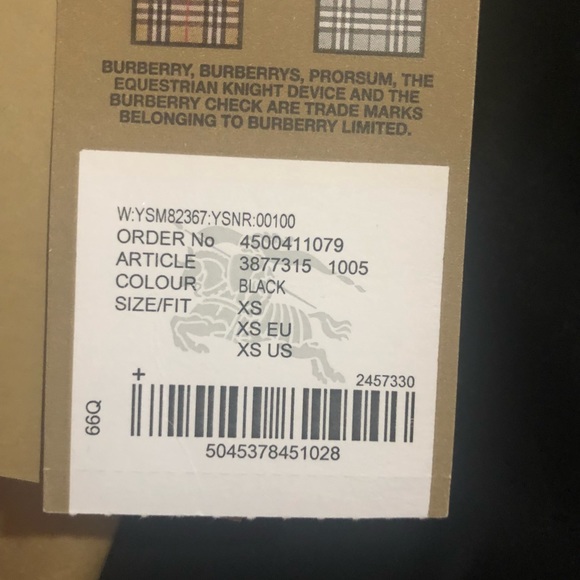 BURBERRY, BURBERRYS, PRORSUM, THE
EQUESTRIAN KNIGHT DEVICE AND THE
BURBERRY CHECK ARE TRADE MARKS
BELONGING TO BURBERRY LIMITED.
W:YSM82367:YSNR:00100
ORDER No 4500411079
ARTICLE 3877315 1005
COLOUR BLACK
SIZE/FIT XS
XS EU
XS US
+
2457330
66Q
5045378451028